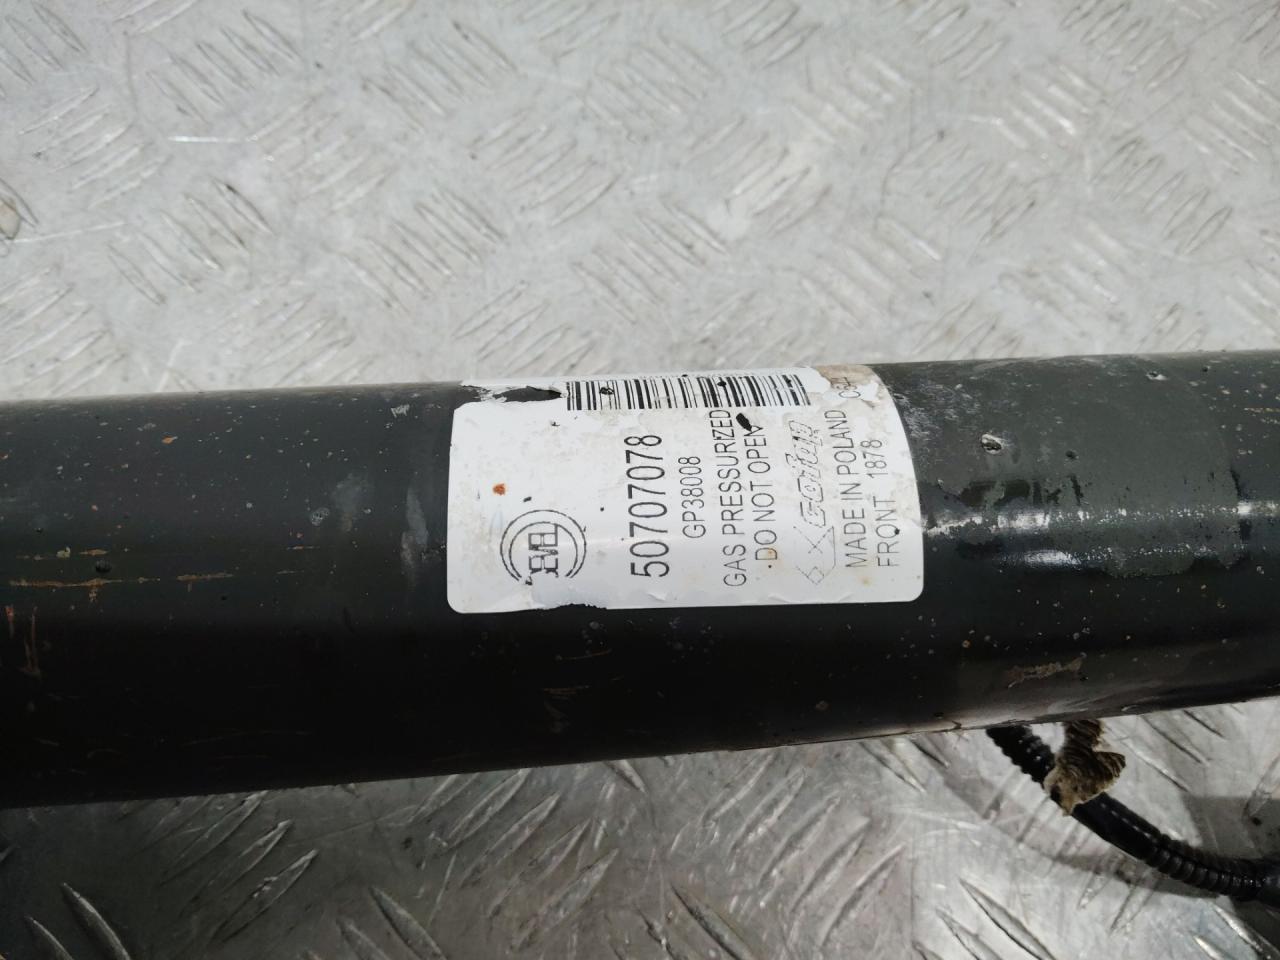 50707078
GP38008
GAS PRESSURIZED
DO NOT OPEN
MADE IN POLAND
FRONT 1878